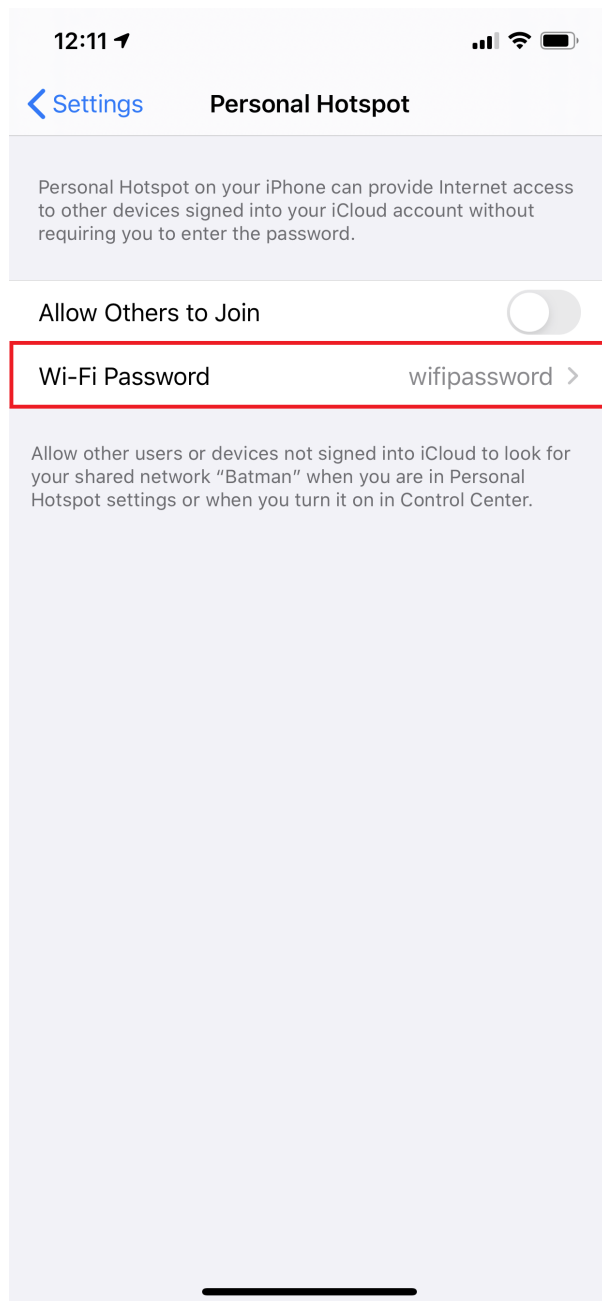 12:11
Settings
Personal Hotspot
Personal Hotspot on your iPhone can provide Internet access
to other devices signed into your iCloud account without
requiring you to enter the password.
Allow Others to Join
Wi-Fi Password wifipassword
Allow other users or devices not signed into iCloud to look for
your shared network “Batman” when you are in Personal
Hotspot settings or when you turn it on in Control Center.